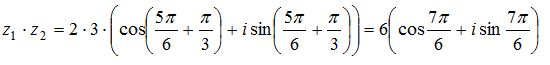 z₁ · z₂ = 2 · 3 · (cos(5π/6 + π/3) + i sin(5π/6 + π/3)) = 6(cos 7π/6 + i sin 7π/6)